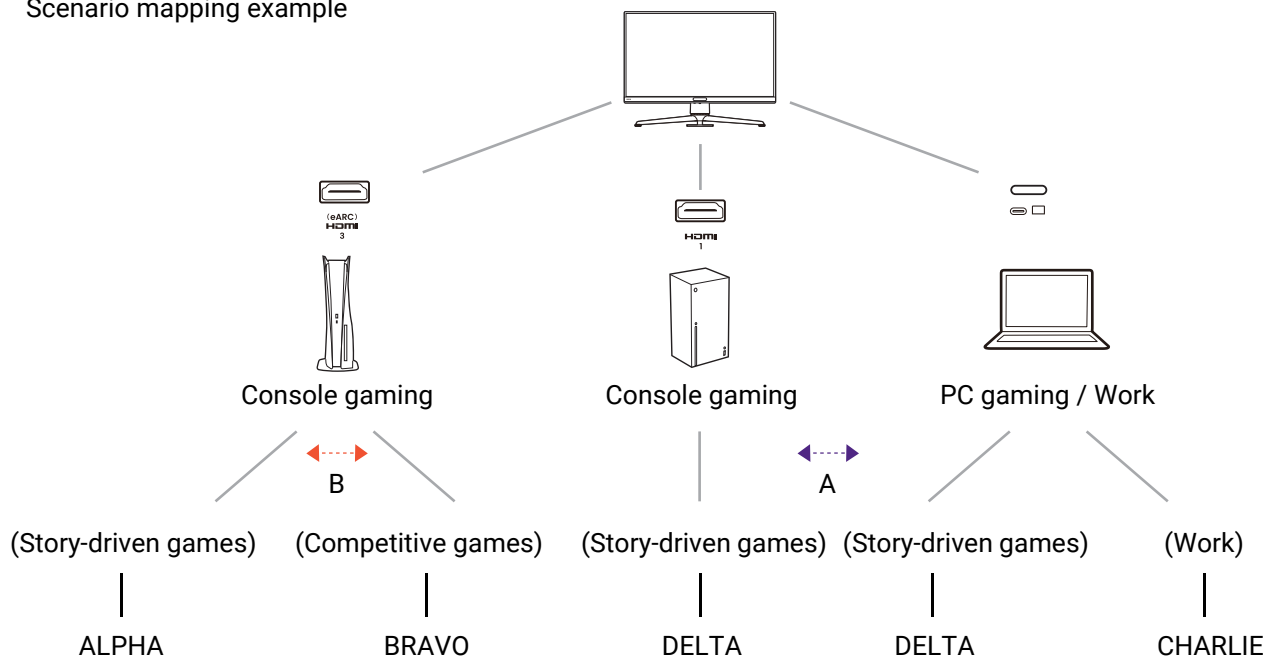 Scenario mapping example
(eARC)
HDMI
3
HDMI
1
Console gaming
Console gaming
PC gaming / Work
B
A
(Story-driven games)
(Competitive games)
(Story-driven games)
(Story-driven games)
(Work)
ALPHA
BRAVO
DELTA
DELTA
CHARLIE